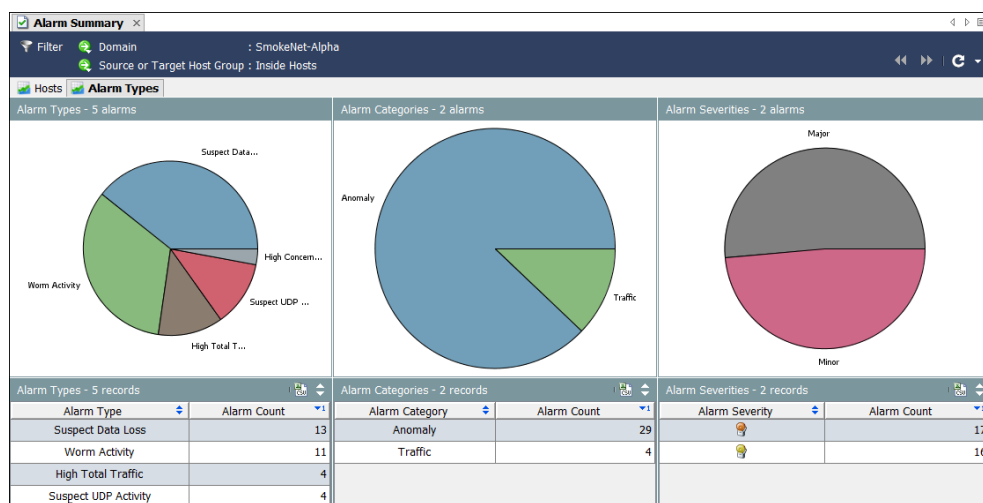 Alarm Summary
Filter Domain : SmokeNet-Alpha
Source or Target Host Group : Inside Hosts
Hosts Alarm Types
Alarm Types - 5 alarms
Suspect Data...
Worm Activity
High Concern...
Suspect UDP ...
High Total T...
Alarm Categories - 2 alarms
Anomaly
Traffic
Alarm Severities - 2 alarms
Major
Minor
Alarm Types - 5 records
Alarm Type Alarm Count
Suspect Data Loss 13
Worm Activity 11
High Total Traffic 4
Suspect UDP Activity 4
Alarm Categories - 2 records
Alarm Category Alarm Count
Anomaly 29
Traffic 4
Alarm Severities - 2 records
Alarm Severity Alarm Count
17
16